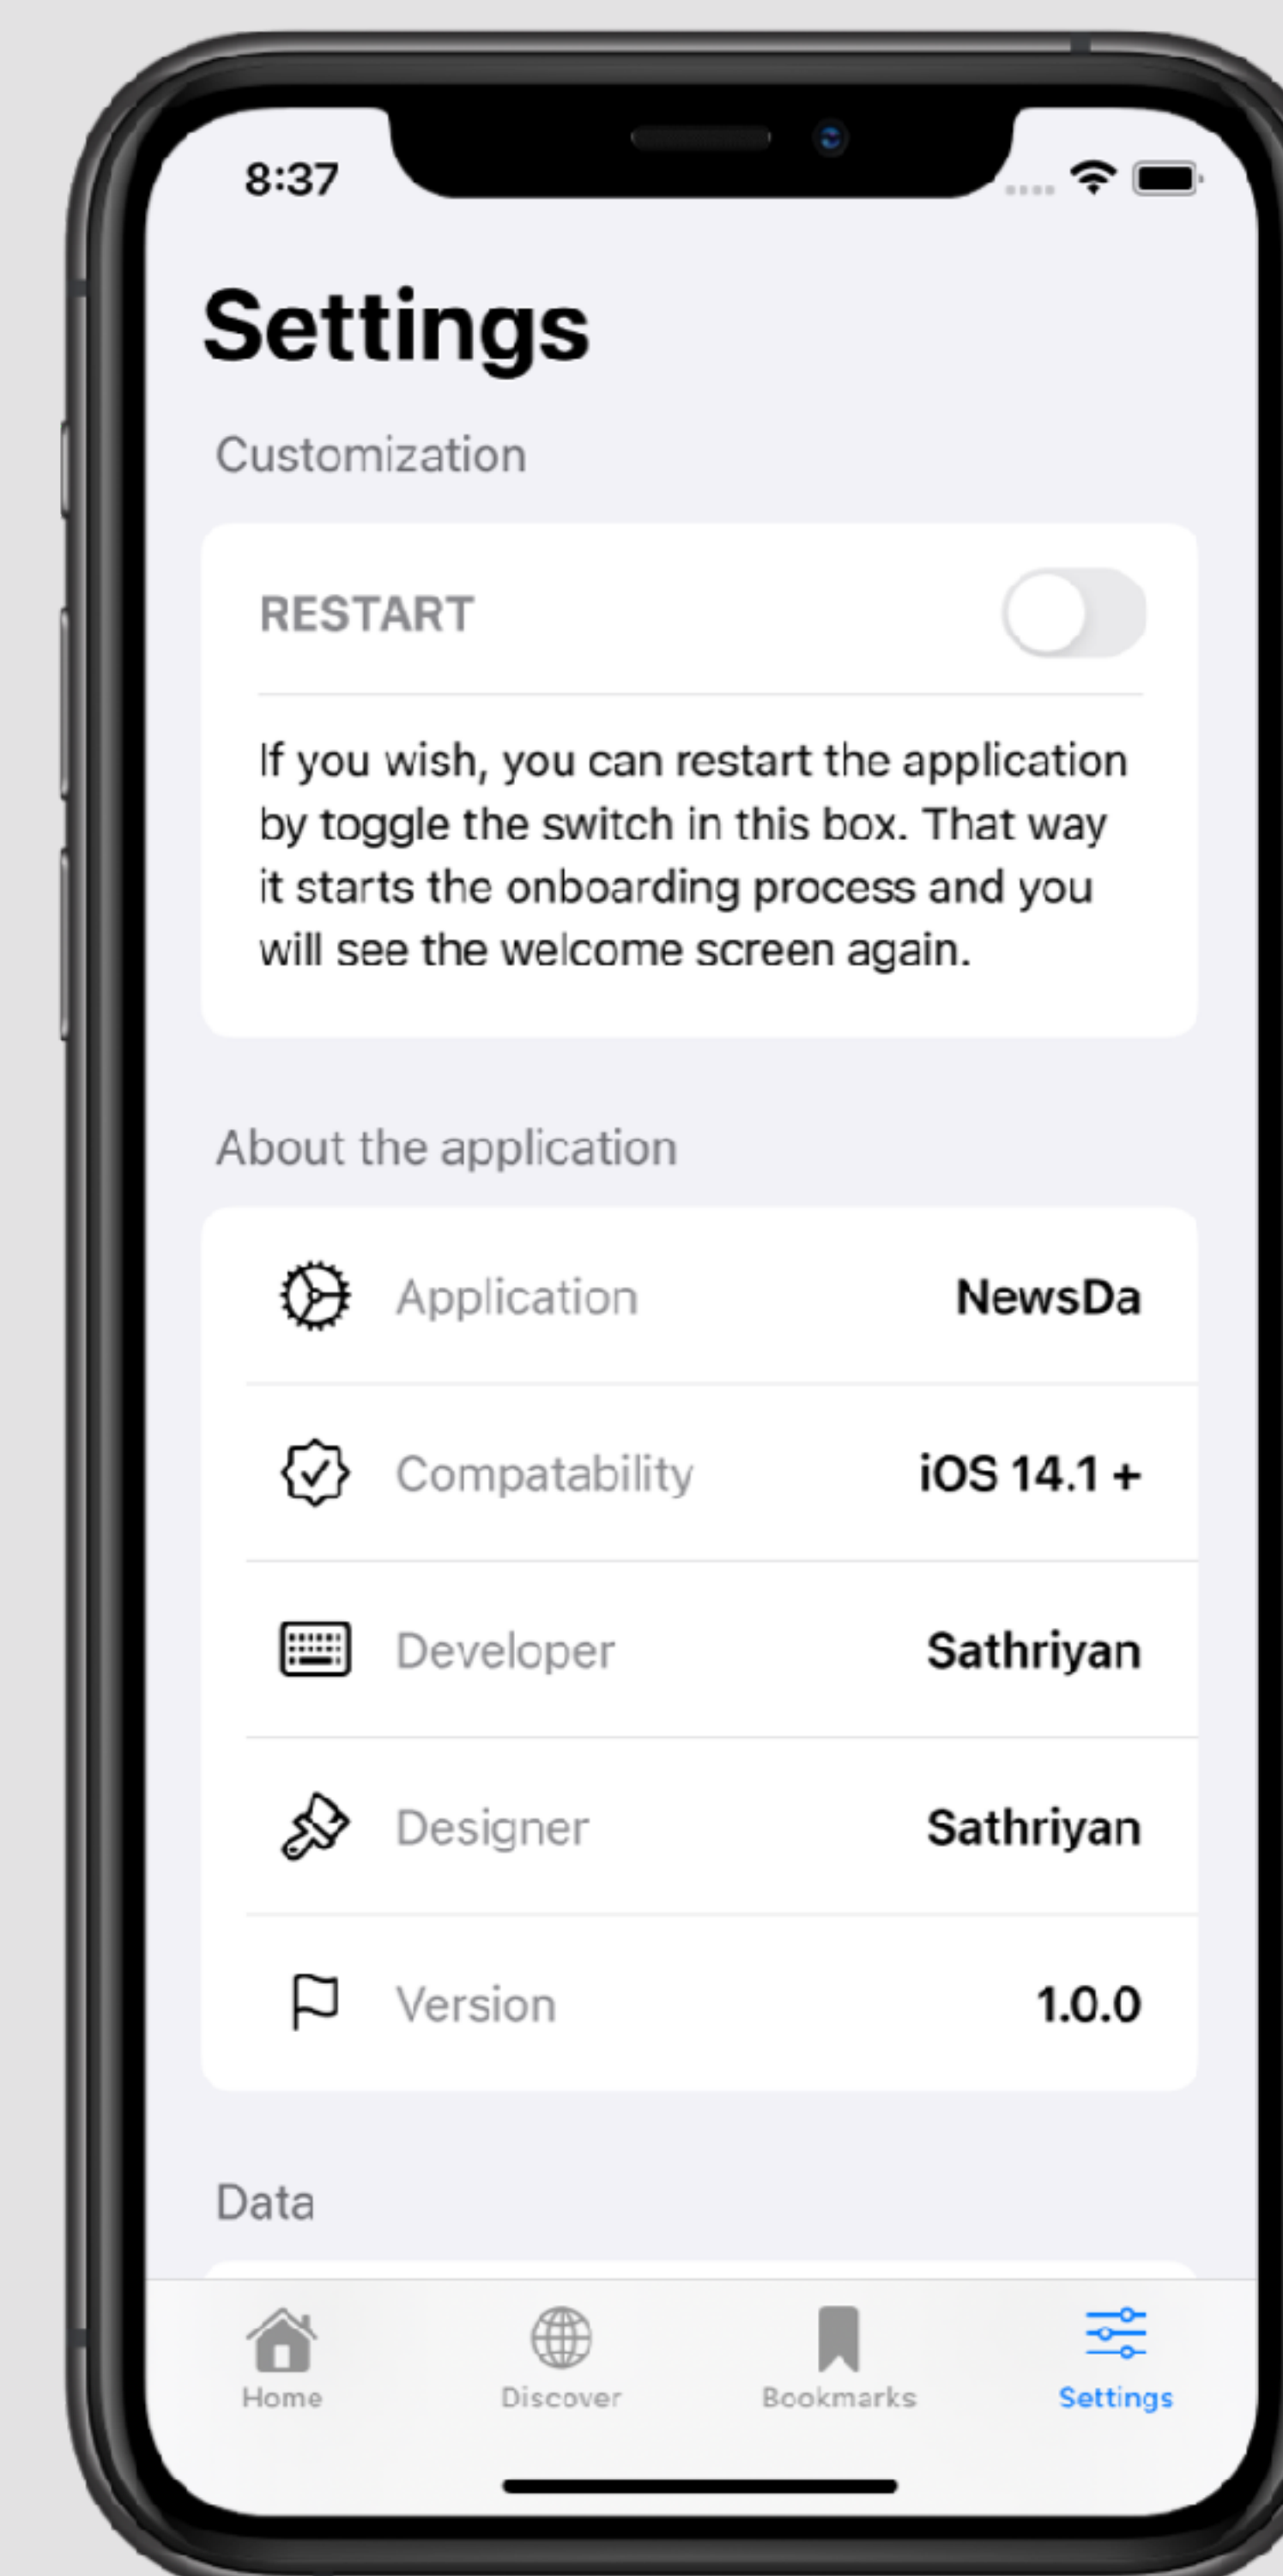 8:37
Settings
Customization
RESTART
If you wish, you can restart the application
by toggle the switch in this box. That way
it starts the onboarding process and you
will see the welcome screen again.
About the application
Application NewsDa
Compatability iOS 14.1 +
Developer Sathriyan
Designer Sathriyan
Version 1.0.0
Data
Home Discover Bookmarks Settings